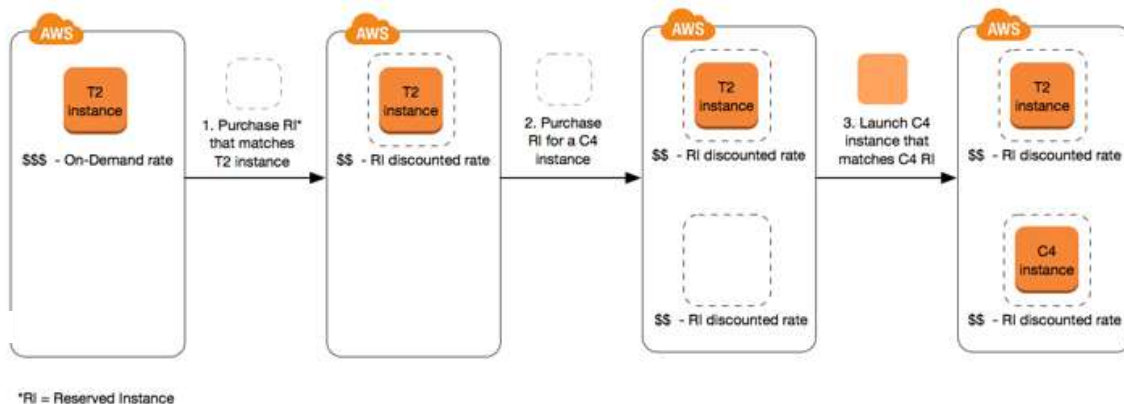 AWS
T2
instance
$$$ - On-Demand rate
1. Purchase RI*
that matches
T2 instance
AWS
T2
instance
$$ - RI discounted rate
2. Purchase
RI for a C4
instance
AWS
T2
instance
$$ - RI discounted rate
$$ - RI discounted rate
3. Launch C4
instance that
matches C4 RI
AWS
T2
instance
$$ - RI discounted rate
C4
instance
$$ - RI discounted rate
*RI = Reserved Instance